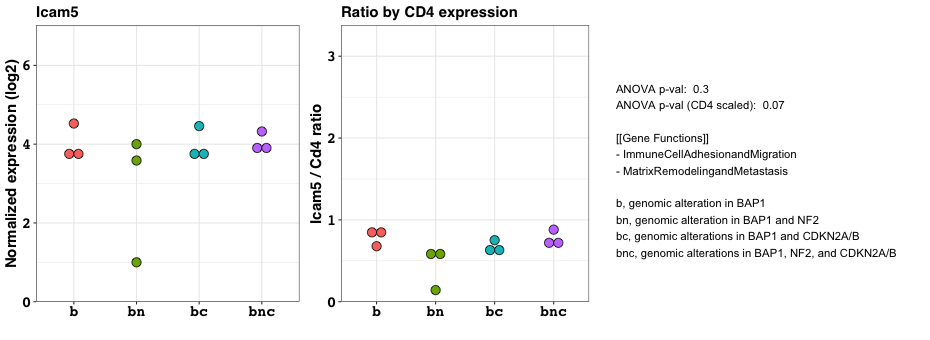 Icam5
Normalized expression (log2)
6
4
2
0
b bn bc bnc
Ratio by CD4 expression
Icam5 / Cd4 ratio
3
2
1
0
b bn bc bnc
ANOVA p-val: 0.3
ANOVA p-val (CD4 scaled): 0.07
[[Gene Functions]]
- ImmuneCellAdhesionandMigration
- MatrixRemodelingandMetastasis
b, genomic alteration in BAP1
bn, genomic alteration in BAP1 and NF2
bc, genomic alterations in BAP1 and CDKN2A/B
bnc, genomic alterations in BAP1, NF2, and CDKN2A/B